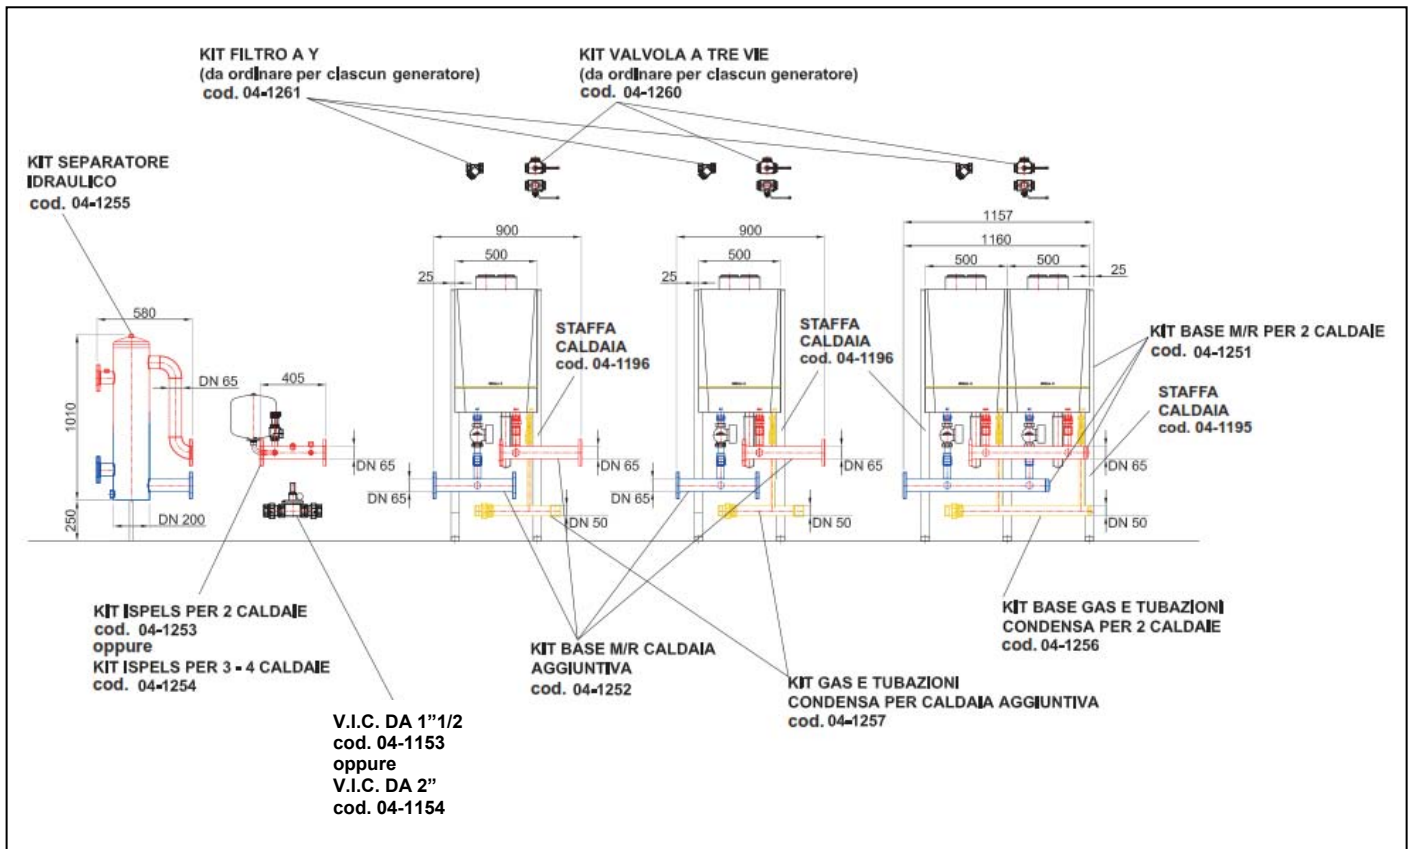 KIT FILTRO A Y
(da ordinare per ciascun generatore)
cod. 04-1261
KIT VALVOLA A TRE VIE
(da ordinare per ciascun generatore)
cod. 04-1260
KIT SEPARATORE
IDRAULICO
cod. 04-1255
1157
900
900
1160
500
500
500
500
25
25
25
580
STAFFA
CALDAIA
cod. 04-1196
STAFFA
CALDAIA
cod. 04-1196
KIT BASE M/R PER 2 CALDAIE
cod. 04-1251
DN 65
405
STAFFA
CALDAIA
cod. 04-1195
1010
DN 65
DN 65
DN 65
DN 65
DN 65
DN 65
250
DN 200
DN 50
DN 50
DN 50
KIT ISPELS PER 2 CALDAIE
cod. 04-1253
oppure
KIT ISPELS PER 3 - 4 CALDAIE
cod. 04-1254
KIT BASE M/R CALDAIA
AGGIUNTIVA
cod. 04-1252
KIT GAS E TUBAZIONI
CONDENSA PER CALDAIA AGGIUNTIVA
cod. 04-1257
KIT BASE GAS E TUBAZIONI
CONDENSA PER 2 CALDAIE
cod. 04-1256
V.I.C. DA 1”1/2
cod. 04-1153
oppure
V.I.C. DA 2”
cod. 04-1154